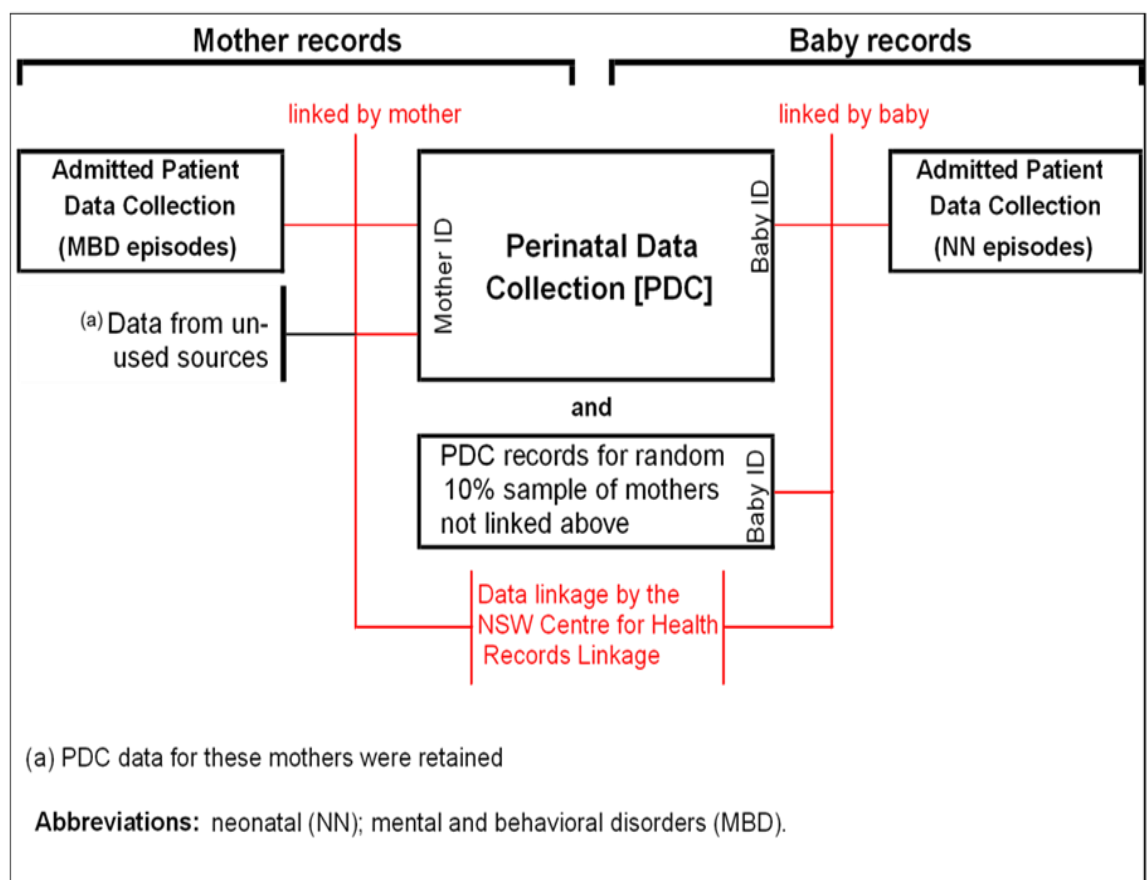 Mother records
Baby records
linked by mother
linked by baby
Admitted Patient
Data Collection
(MBD episodes)
(a) Data from un-
used sources
Mother ID
Perinatal Data
Collection [PDC]
Baby ID
Admitted Patient
Data Collection
(NN episodes)
and
PDC records for random
10% sample of mothers
not linked above
Baby ID
Data linkage by the
NSW Centre for Health
Records Linkage
(a) PDC data for these mothers were retained
Abbreviations: neonatal (NN); mental and behavioral disorders (MBD).